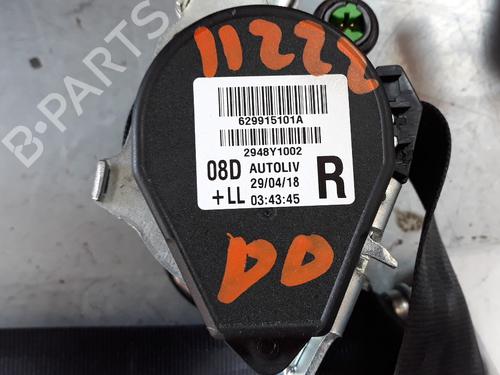 11222
B-PARTS
629915101A
2948Y1002
08D AUTOLIV
29/04/18 R
+LL 03:43:45
DD